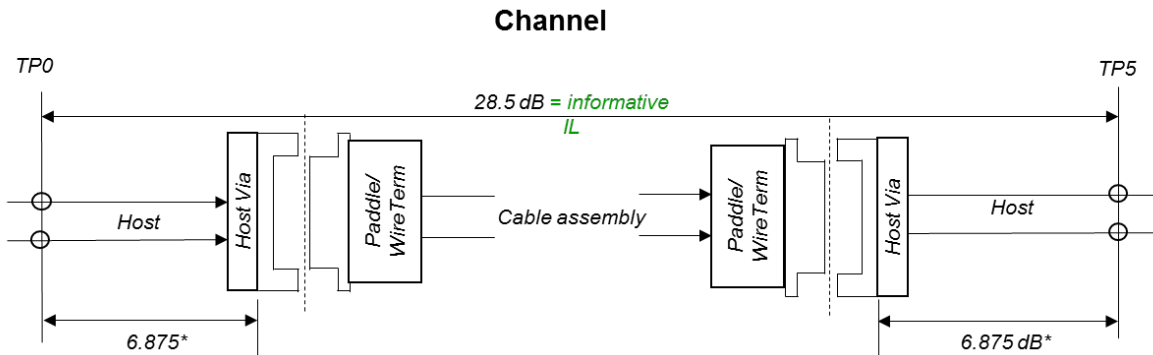 Channel
TP0
TP5
28.5 dB = informative
IL
Host
Host Via
Paddle/
WireTerm
Cable assembly
Paddle/
WireTerm
Host Via
Host
6.875*
6.875 dB*